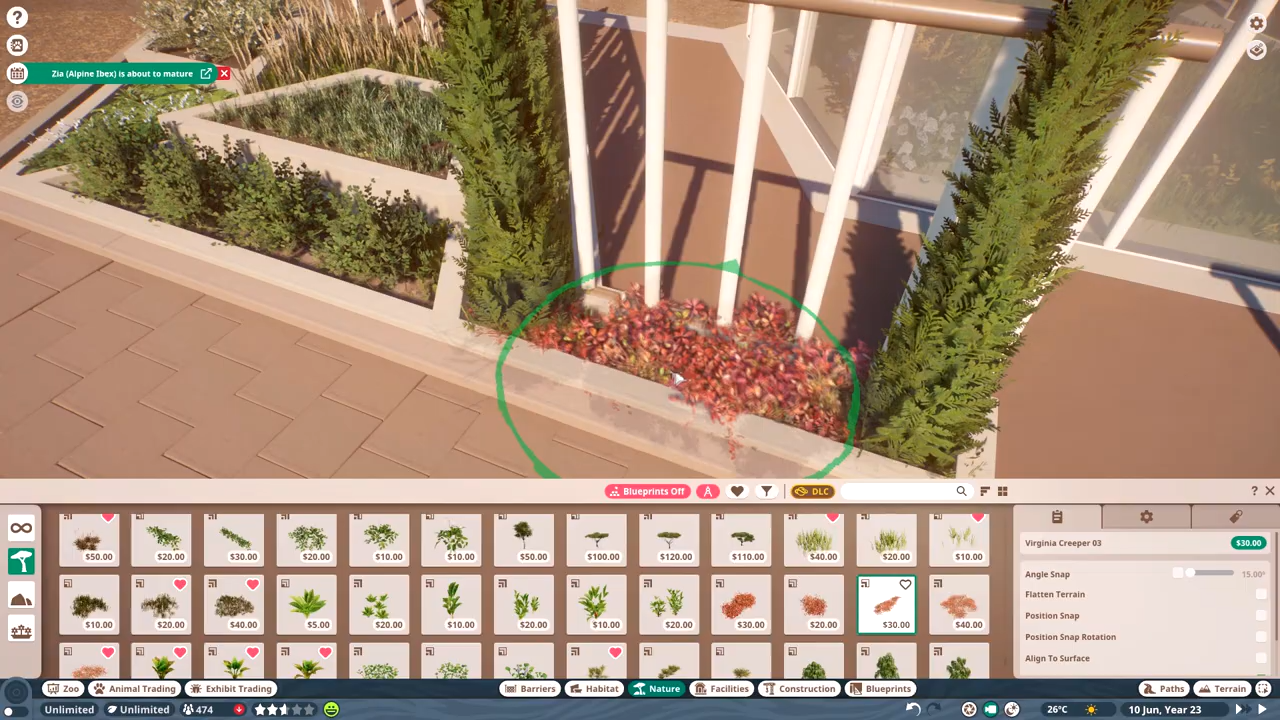 ?
Zia (Alpine Ibex) is about to mature
Blueprints Off
DLC
?
$50.00 $20.00 $30.00 $20.00 $10.00 $10.00 $50.00 $100.00 $120.00 $110.00 $40.00 $20.00 $10.00
$10.00 $20.00 $40.00 $5.00 $20.00 $10.00 $20.00 $10.00 $20.00 $30.00 $20.00 $30.00 $40.00
Virginia Creeper 03 $30.00
Angle Snap 15.00°
Flatten Terrain
Position Snap
Position Snap Rotation
Align To Surface
Zoo Animal Trading Exhibit Trading Barriers Habitat Nature Facilities Construction Blueprints Paths Terrain
Unlimited Unlimited 474 26°C 10 Jun, Year 23